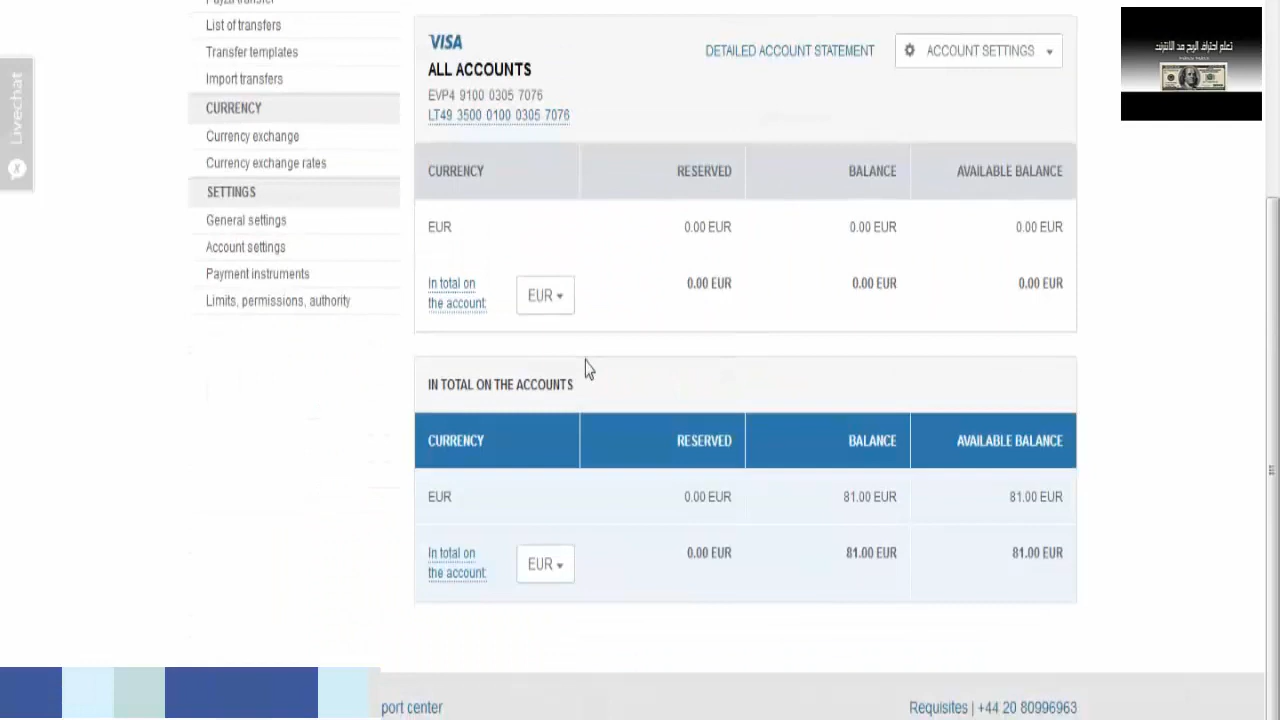 List of transfers
Transfer templates
Import transfers
CURRENCY
Currency exchange
Currency exchange rates
SETTINGS
General settings
Account settings
Payment instruments
Limits, permissions, authority
Livechat
VISA
ALL ACCOUNTS
EVP4 9100 0305 7076
LT49 3500 0100 0305 7076
DETAILED ACCOUNT STATEMENT
ACCOUNT SETTINGS
CURRENCY RESERVED BALANCE AVAILABLE BALANCE
EUR 0.00 EUR 0.00 EUR 0.00 EUR
In total on
the account:
EUR
0.00 EUR 0.00 EUR 0.00 EUR
IN TOTAL ON THE ACCOUNTS
CURRENCY RESERVED BALANCE AVAILABLE BALANCE
EUR 0.00 EUR 81.00 EUR 81.00 EUR
In total on
the account:
EUR
0.00 EUR 81.00 EUR 81.00 EUR
port center
Requisites | +44 20 80996963